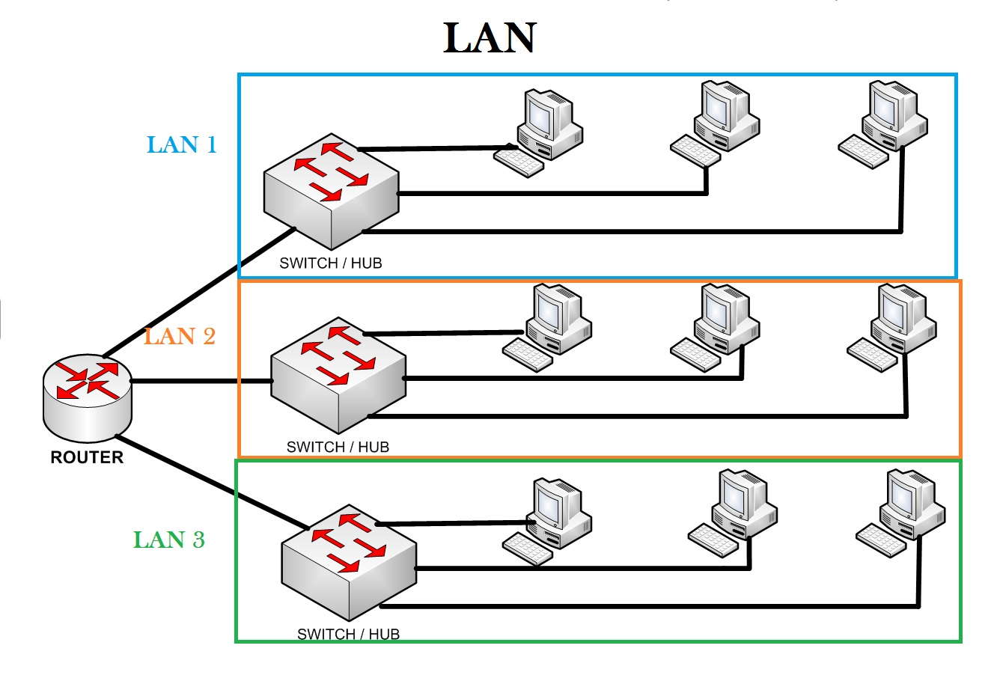 LAN
LAN 1
SWITCH / HUB
LAN 2
SWITCH / HUB
ROUTER
LAN 3
SWITCH / HUB